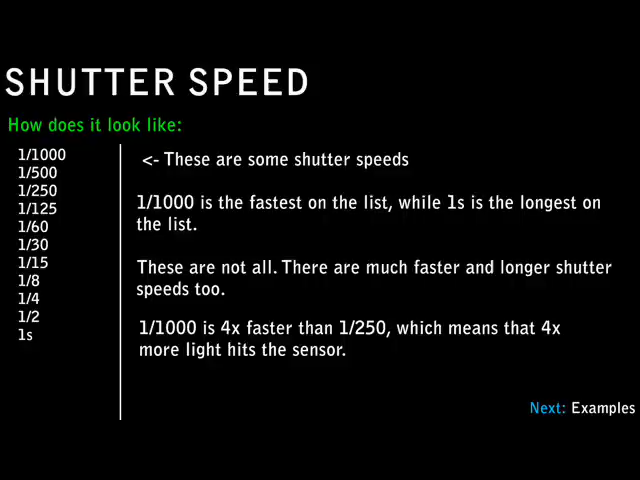 SHUTTER SPEED
How does it look like:
1/1000
1/500
1/250
1/125
1/60
1/30
1/15
1/8
1/4
1/2
1s
<- These are some shutter speeds
1/1000 is the fastest on the list, while 1s is the longest on
the list.
These are not all. There are much faster and longer shutter
speeds too.
1/1000 is 4x faster than 1/250, which means that 4x
more light hits the sensor.
Next: Examples